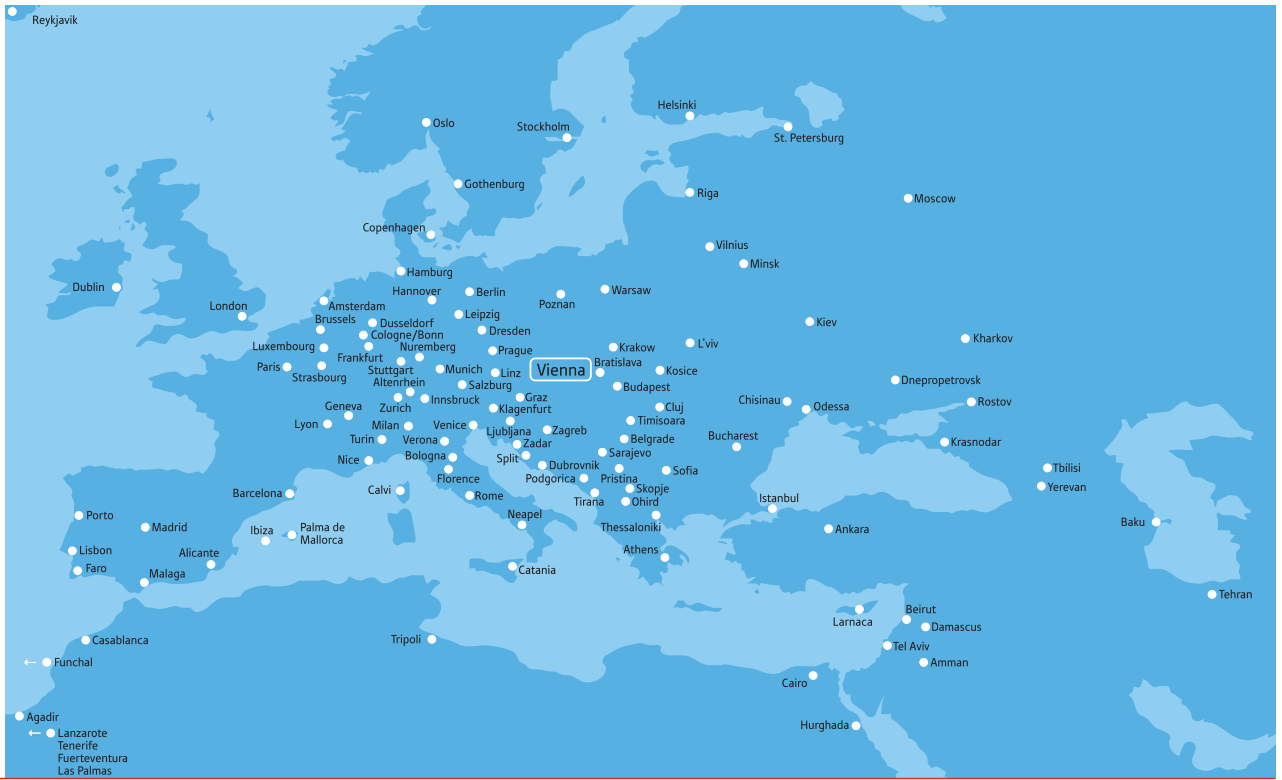 Reykjavik
Helsinki
Oslo
Stockholm
St. Petersburg
Gothenburg
Riga
Moscow
Copenhagen
Vilnius
Minsk
Hamburg
Dublin
Hannover
Berlin
Warsaw
Poznan
London
Amsterdam
Brussels
Dusseldorf
Leipzig
Kiev
Cologne/Bonn
Dresden
Kharkov
Luxembourg
Nuremberg
Prague
Krakow
L'viv
Frankfurt
Paris
Strasbourg
Stuttgart
Munich
Linz
Vienna
Bratislava
Kosice
Altenrhein
Salzburg
Budapest
Dnepropetrovsk
Innsbruck
Graz
Chisinau
Odessa
Rostov
Geneva
Zurich
Klagenfurt
Cluj
Lyon
Milan
Venice
Ljubljana
Zagreb
Timisoara
Turin
Verona
Zadar
Belgrade
Bucharest
Krasnodar
Nice
Bologna
Split
Sarajevo
Dubrovnik
Sofia
Tbilisi
Florence
Podgorica
Pristina
Yerevan
Barcelona
Calvi
Rome
Tirana
Skopje
Ohird
Istanbul
Porto
Madrid
Neapel
Thessaloniki
Ankara
Baku
Ibiza
Palma de
Mallorca
Lisbon
Alicante
Athens
Faro
Malaga
Catania
Tehran
Casablanca
Tripoli
Larnaca
Beirut
Damascus
Tel Aviv
← Funchal
Amman
Cairo
Agadir
Hurghada
← Lanzarote
Tenerife
Fuerteventura
Las Palmas